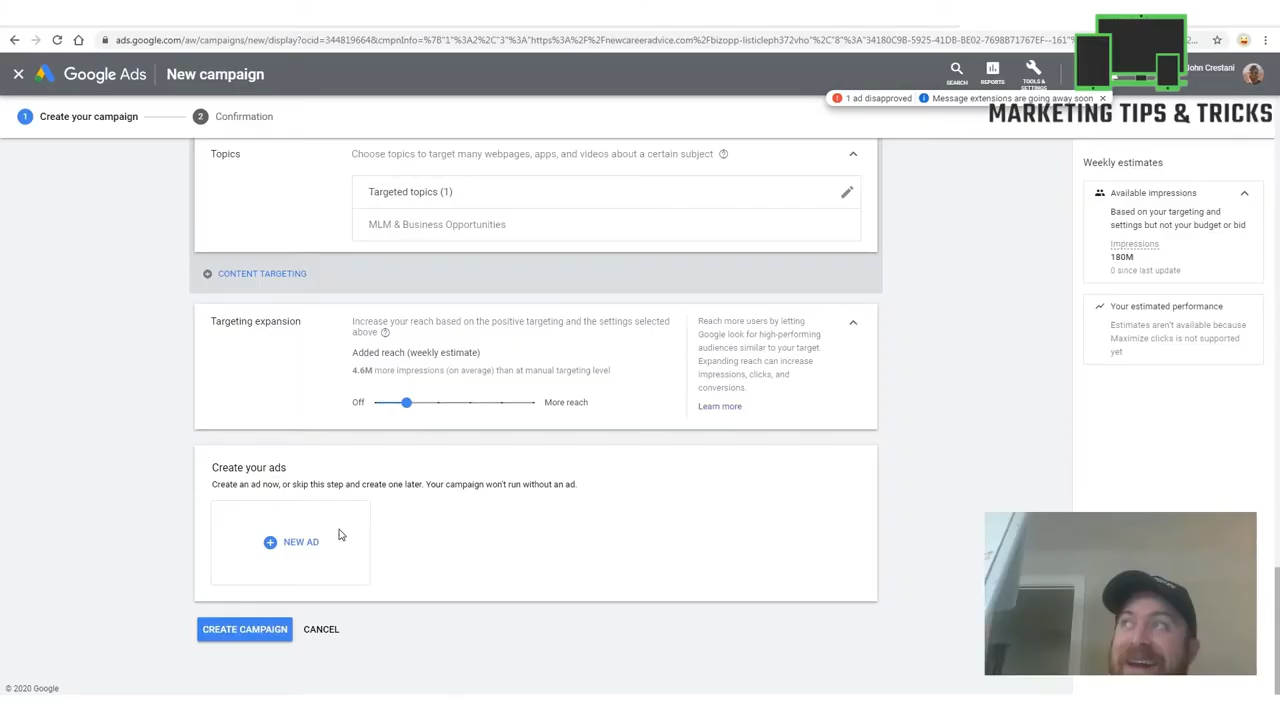 ads.google.com/aw/campaigns/new/display?ocid=344819664&cmpnInfo=%7B"1"%3A2%2C"3"%3A"https%3A%2F%2Fnewcareeradvice.com%2Fbizopp-listicleph372vho"%2C"8"%3A"34180C9B-5925-41DB-BE02-7698B71767EF--161"%...
Google Ads
New campaign
SEARCH
REPORTS
TOOLS &
SETTINGS
John Crestani
1 ad disapproved
Message extensions are going away soon
MARKETING TIPS & TRICKS
1 Create your campaign
2 Confirmation
Topics
Choose topics to target many webpages, apps, and videos about a certain subject
Targeted topics (1)
MLM & Business Opportunities
CONTENT TARGETING
Targeting expansion
Increase your reach based on the positive targeting and the settings selected
above
Added reach (weekly estimate)
4.6M more impressions (on average) than at manual targeting level
Off
More reach
Reach more users by letting
Google look for high-performing
audiences similar to your target.
Expanding reach can increase
impressions, clicks, and
conversions.
Learn more
Create your ads
Create an ad now, or skip this step and create one later. Your campaign won't run without an ad.
NEW AD
CREATE CAMPAIGN
CANCEL
© 2020 Google
Weekly estimates
Available impressions
Based on your targeting and
settings but not your budget or bid
Impressions
180M
0 since last update
Your estimated performance
Estimates aren't available because
Maximize clicks is not supported
yet